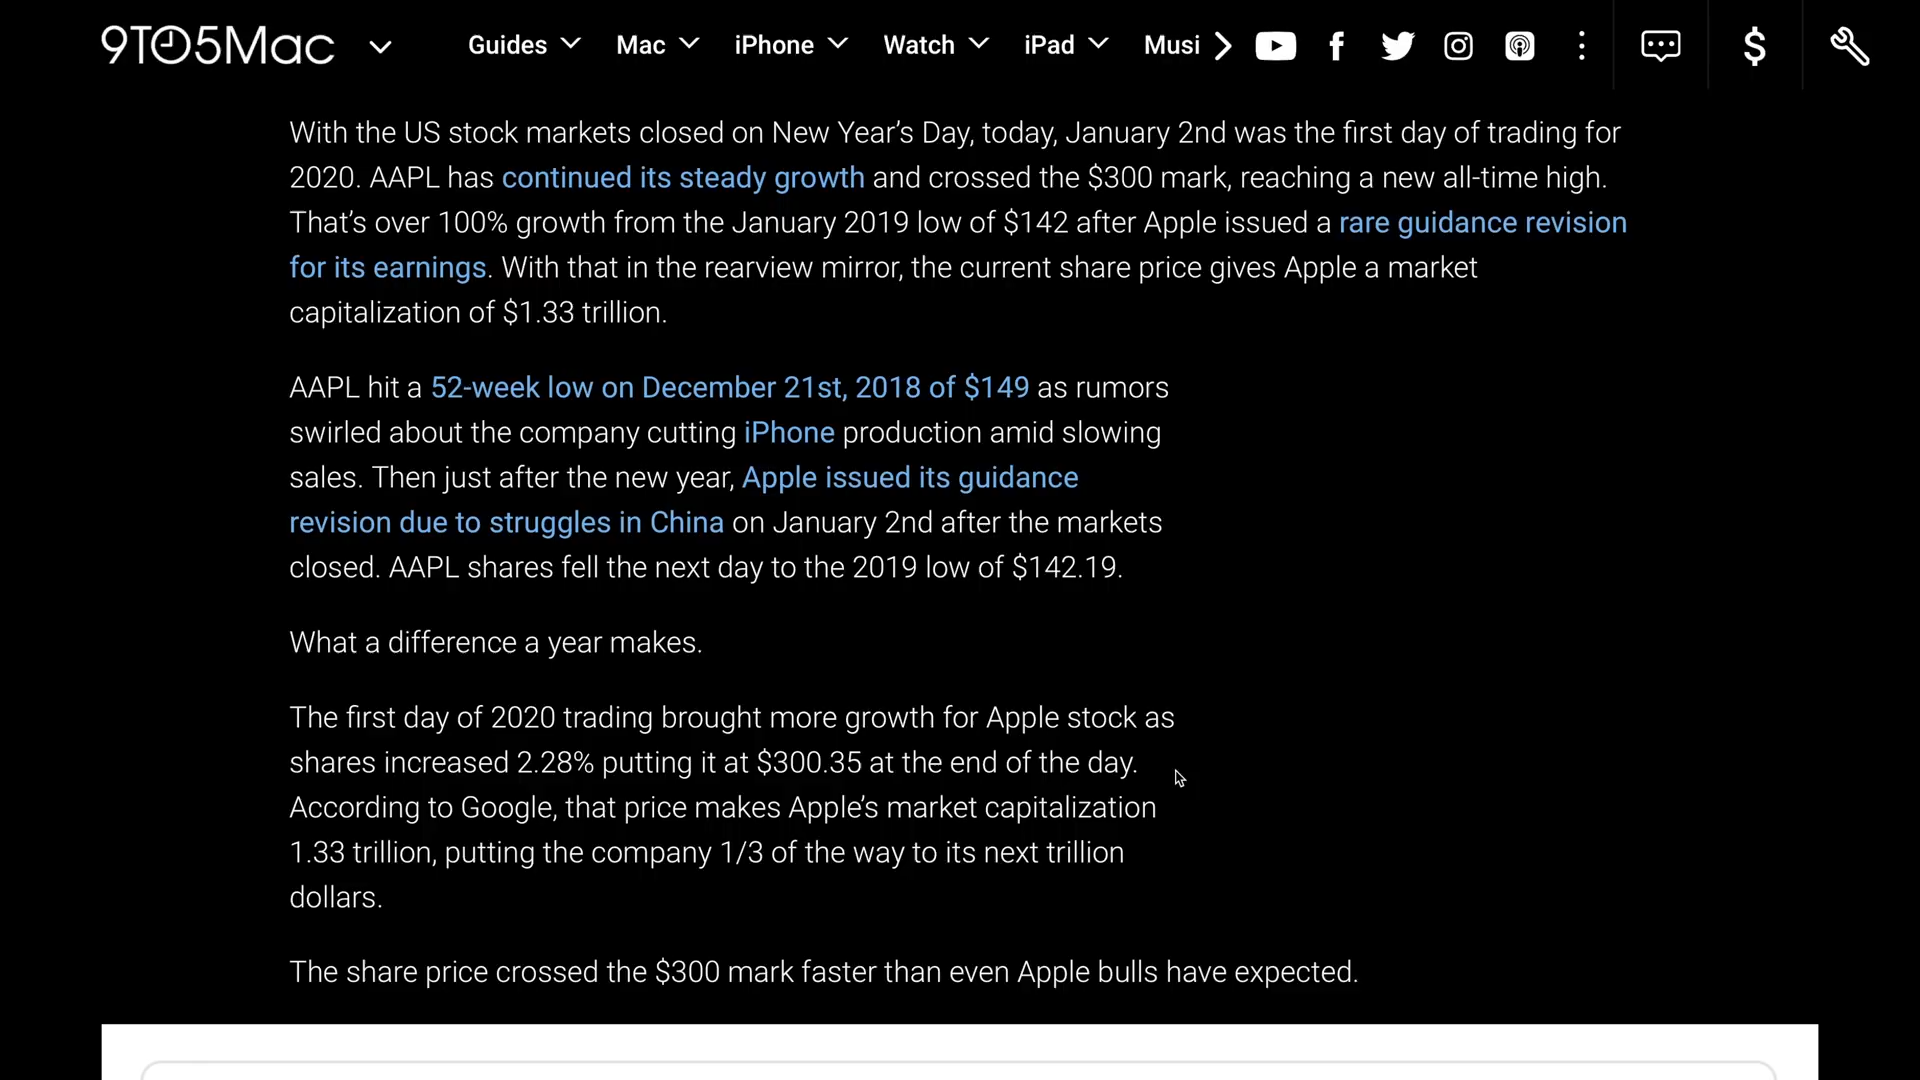 9TO5Mac Guides Mac iPhone Watch iPad Musi
With the US stock markets closed on New Year’s Day, today, January 2nd was the first day of trading for
2020. AAPL has continued its steady growth and crossed the $300 mark, reaching a new all-time high.
That’s over 100% growth from the January 2019 low of $142 after Apple issued a rare guidance revision
for its earnings. With that in the rearview mirror, the current share price gives Apple a market
capitalization of $1.33 trillion.
AAPL hit a 52-week low on December 21st, 2018 of $149 as rumors
swirled about the company cutting iPhone production amid slowing
sales. Then just after the new year, Apple issued its guidance
revision due to struggles in China on January 2nd after the markets
closed. AAPL shares fell the next day to the 2019 low of $142.19.
What a difference a year makes.
The first day of 2020 trading brought more growth for Apple stock as
shares increased 2.28% putting it at $300.35 at the end of the day.
According to Google, that price makes Apple’s market capitalization
1.33 trillion, putting the company 1/3 of the way to its next trillion
dollars.
The share price crossed the $300 mark faster than even Apple bulls have expected.